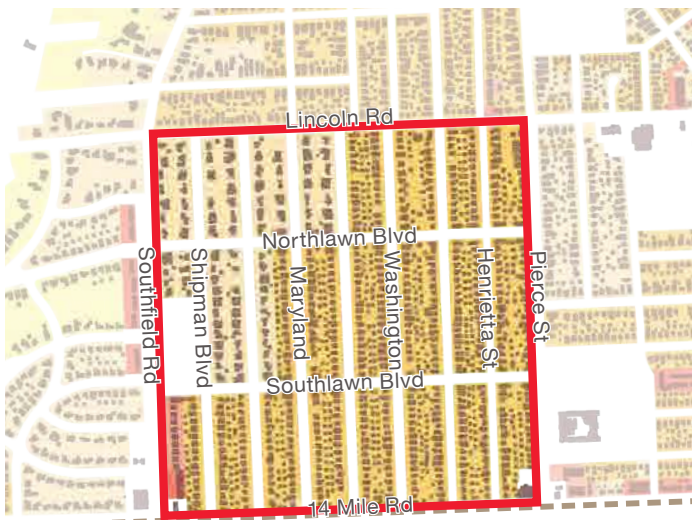 Lincoln Rd
Northlawn Blvd
Southfield Rd
Shipman Blvd
Maryland
Washington
Henrietta St
Pierce St
Southlawn Blvd
14 Mile Rd